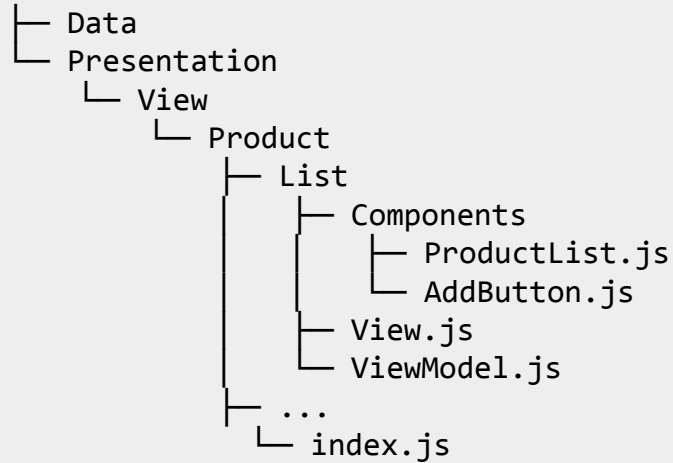 ├── Data
└── Presentation
    └── View
        └── Product
            ├── List
            │   ├── Components
            │   │   ├── ProductList.js
            │   │   └── AddButton.js
            │   ├── View.js
            │   └── ViewModel.js
            ├── ...
              └── index.js